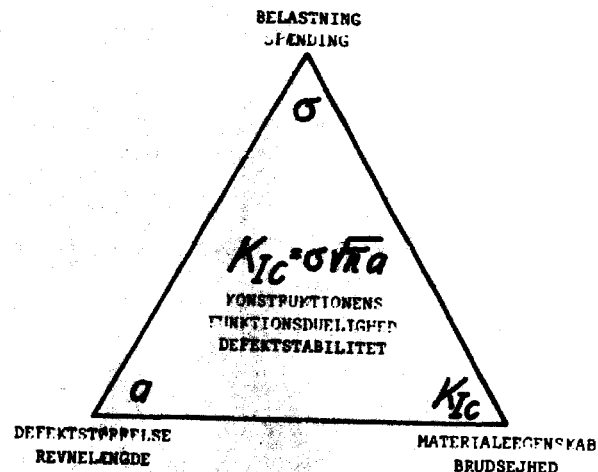 BELASTNING
SPÆNDING
σ
K_IC = σ√πa
KONSTRUKTIONENS
FUNKTIONSDUELIGHED
DEFEKTSTABILITET
a
K_IC
DEFEKTSTØRRELSE
REVNELÆNGDE
MATERIALEEGENSKAB
BRUDSEJHED